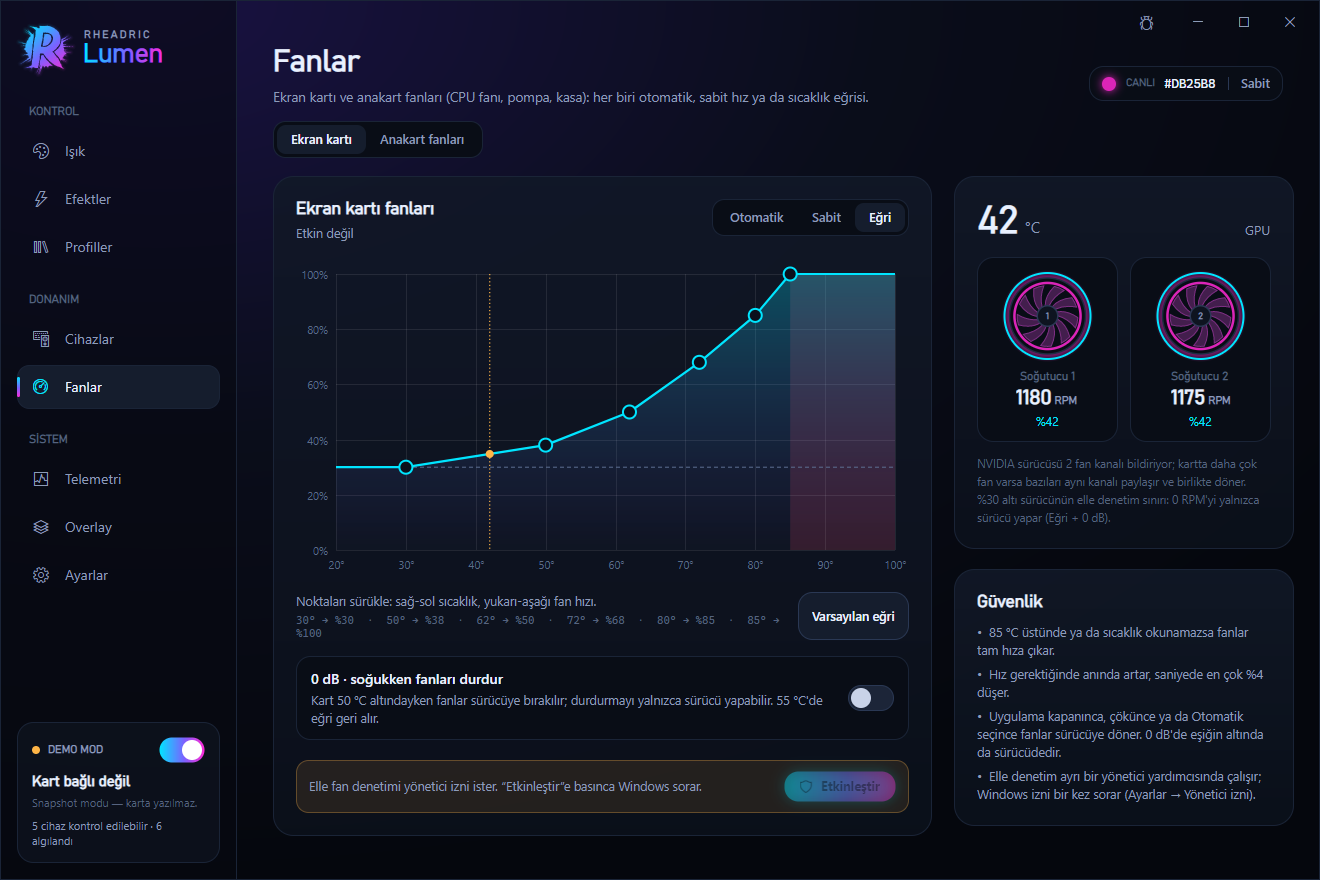 RHEADRIC
Lumen
KONTROL
Işık
Efektler
Profiller
DONANIM
Cihazlar
Fanlar
SİSTEM
Telemetri
Overlay
Ayarlar
DEMO MOD
Kart bağlı değil
Snapshot modu — karta yazılmaz.
5 cihaz kontrol edilebilir · 6
algılandı
Fanlar
Ekran kartı ve anakart fanları (CPU fanı, pompa, kasa): her biri otomatik, sabit hız ya da sıcaklık eğrisi.
CANLI #DB25B8 Sabit
Ekran kartı Anakart fanları
Ekran kartı fanları
Etkin değil
Otomatik Sabit Eğri
100%
80%
60%
40%
20%
0%
20° 30° 40° 50° 60° 70° 80° 90° 100°
Noktaları sürükle: sağ-sol sıcaklık, yukarı-aşağı fan hızı.
30° → %30 · 50° → %38 · 62° → %50 · 72° → %68 · 80° → %85 · 85° →
%100
Varsayılan eğri
0 dB · soğukken fanları durdur
Kart 50 °C altındayken fanlar sürücüye bırakılır; durdurmayı yalnızca sürücü yapabilir. 55 °C'de
eğri geri alır.
Elle fan denetimi yönetici izni ister. “Etkinleştir”e basınca Windows sorar.
Etkinleştir
42 °C
GPU
1
Soğutucu 1
1180 RPM
%42
2
Soğutucu 2
1175 RPM
%42
NVIDIA sürücüsü 2 fan kanalı bildiriyor; kartta daha çok
fan varsa bazıları aynı kanalı paylaşır ve birlikte döner.
%30 altı sürücünün elle denetim sınırı: 0 RPM'yi yalnızca
sürücü yapar (Eğri + 0 dB).
Güvenlik
• 85 °C üstünde ya da sıcaklık okunamazsa fanlar
tam hıza çıkar.
• Hız gerektiğinde anında artar, saniyede en çok %4
düşer.
• Uygulama kapanınca, çökünce ya da Otomatik
seçince fanlar sürücüye döner. 0 dB'de eşiğin altında
da sürücüdedir.
• Elle denetim ayrı bir yönetici yardımcısında çalışır;
Windows izni bir kez sorar (Ayarlar → Yönetici izni).